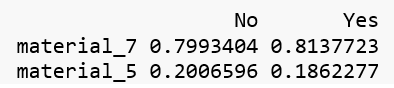 No Yes
material_7 0.7993404 0.8137723
material_5 0.2006596 0.1862277